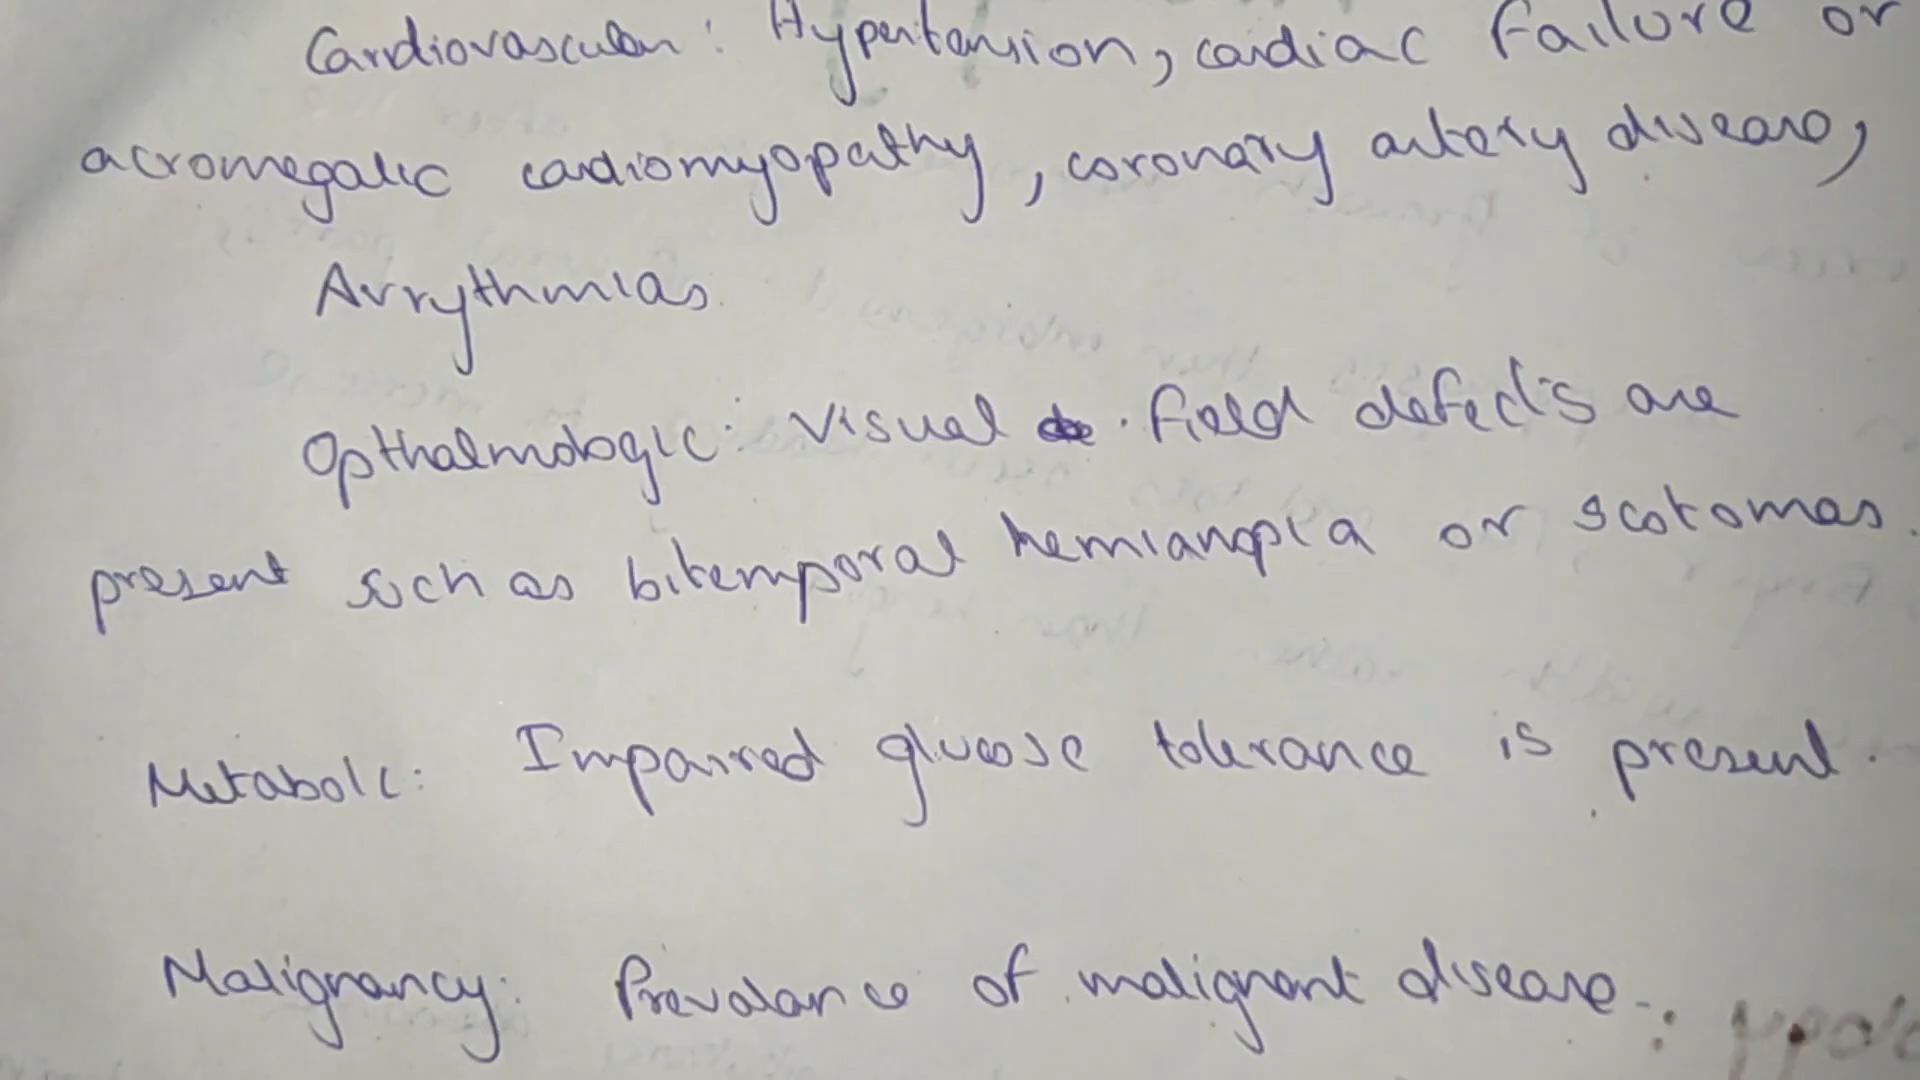 Cardiovascular: Hypertension, cardiac failure or
acromegalic cardiomyopathy, coronary artery disease,
Arrythmias.
Opthalmologic: Visual field defects are
present such as bitemporal hemianopia or scotomas.
Metabolc: Impaired glucose tolerance is present.
Malignancy: Prevalance of malignant disease.